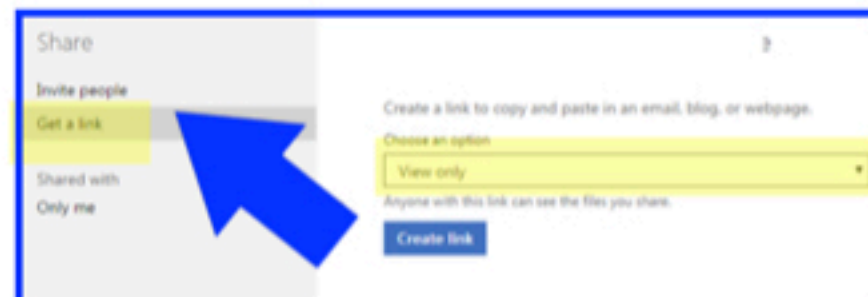 Share
?
Invite people
Get a link
Shared with
Only me
Create a link to copy and paste in an email, blog, or webpage.
Choose an option
View only
Anyone with this link can see the files you share.
Create link